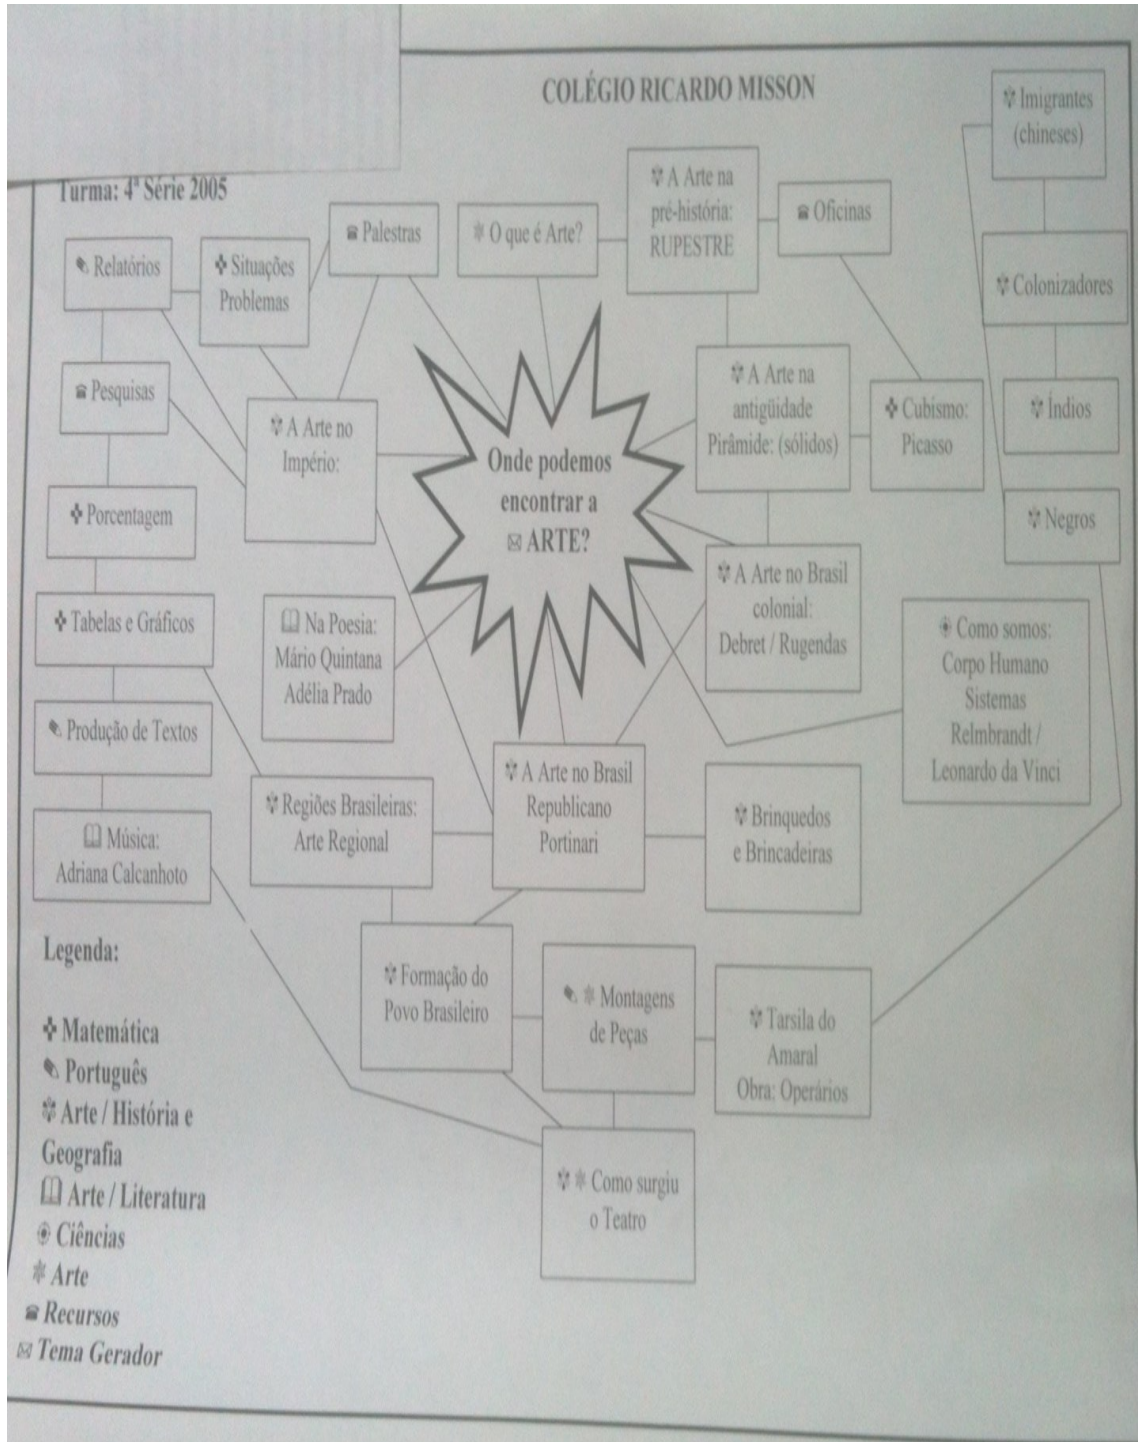 COLÉGIO RICARDO MISSON
Turma: 4ª Série 2005
Imigrantes
(chineses)
A Arte na
pré-história:
RUPESTRE
Oficinas
O que é Arte?
Palestras
Situações
Problemas
Relatórios
Colonizadores
Pesquisas
A Arte no
Império:
Onde podemos
encontrar a
ARTE?
A Arte na
antigüidade
Pirâmide: (sólidos)
Cubismo:
Picasso
Índios
Porcentagem
Negros
A Arte no Brasil
colonial:
Debret / Rugendas
Tabelas e Gráficos
Na Poesia:
Mário Quintana
Adélia Prado
Como somos:
Corpo Humano
Sistemas
Relmbrandt /
Leonardo da Vinci
Produção de Textos
A Arte no Brasil
Republicano
Portinari
Regiões Brasileiras:
Arte Regional
Brinquedos
e Brincadeiras
Música:
Adriana Calcanhoto
Formação do
Povo Brasileiro
Montagens
de Peças
Tarsila do
Amaral
Obra: Operários
Como surgiu
o Teatro
Legenda:
Matemática
Português
Arte / História e
Geografia
Arte / Literatura
Ciências
Arte
Recursos
Tema Gerador